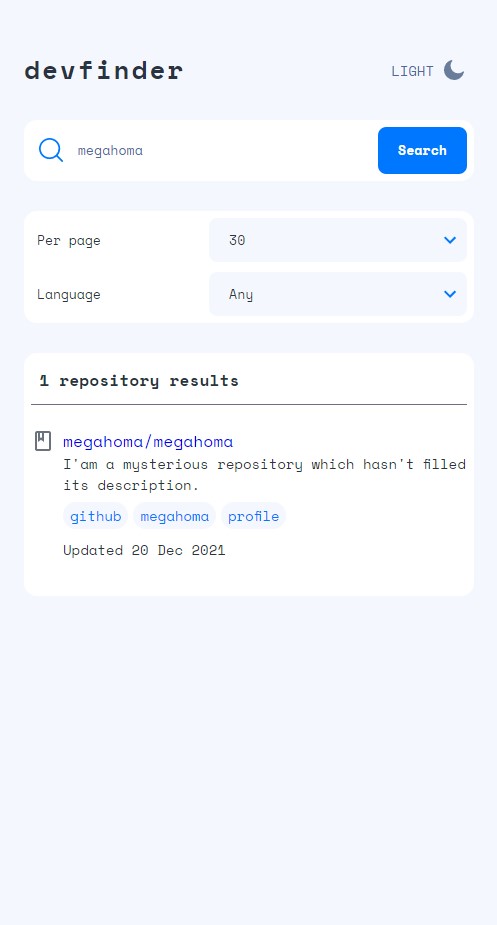 devfinder
LIGHT
megahoma
Search
Per page
30
Language
Any
1 repository results
megahoma/megahoma
I'am a mysterious repository which hasn't filled
its description.
github megahoma profile
Updated 20 Dec 2021